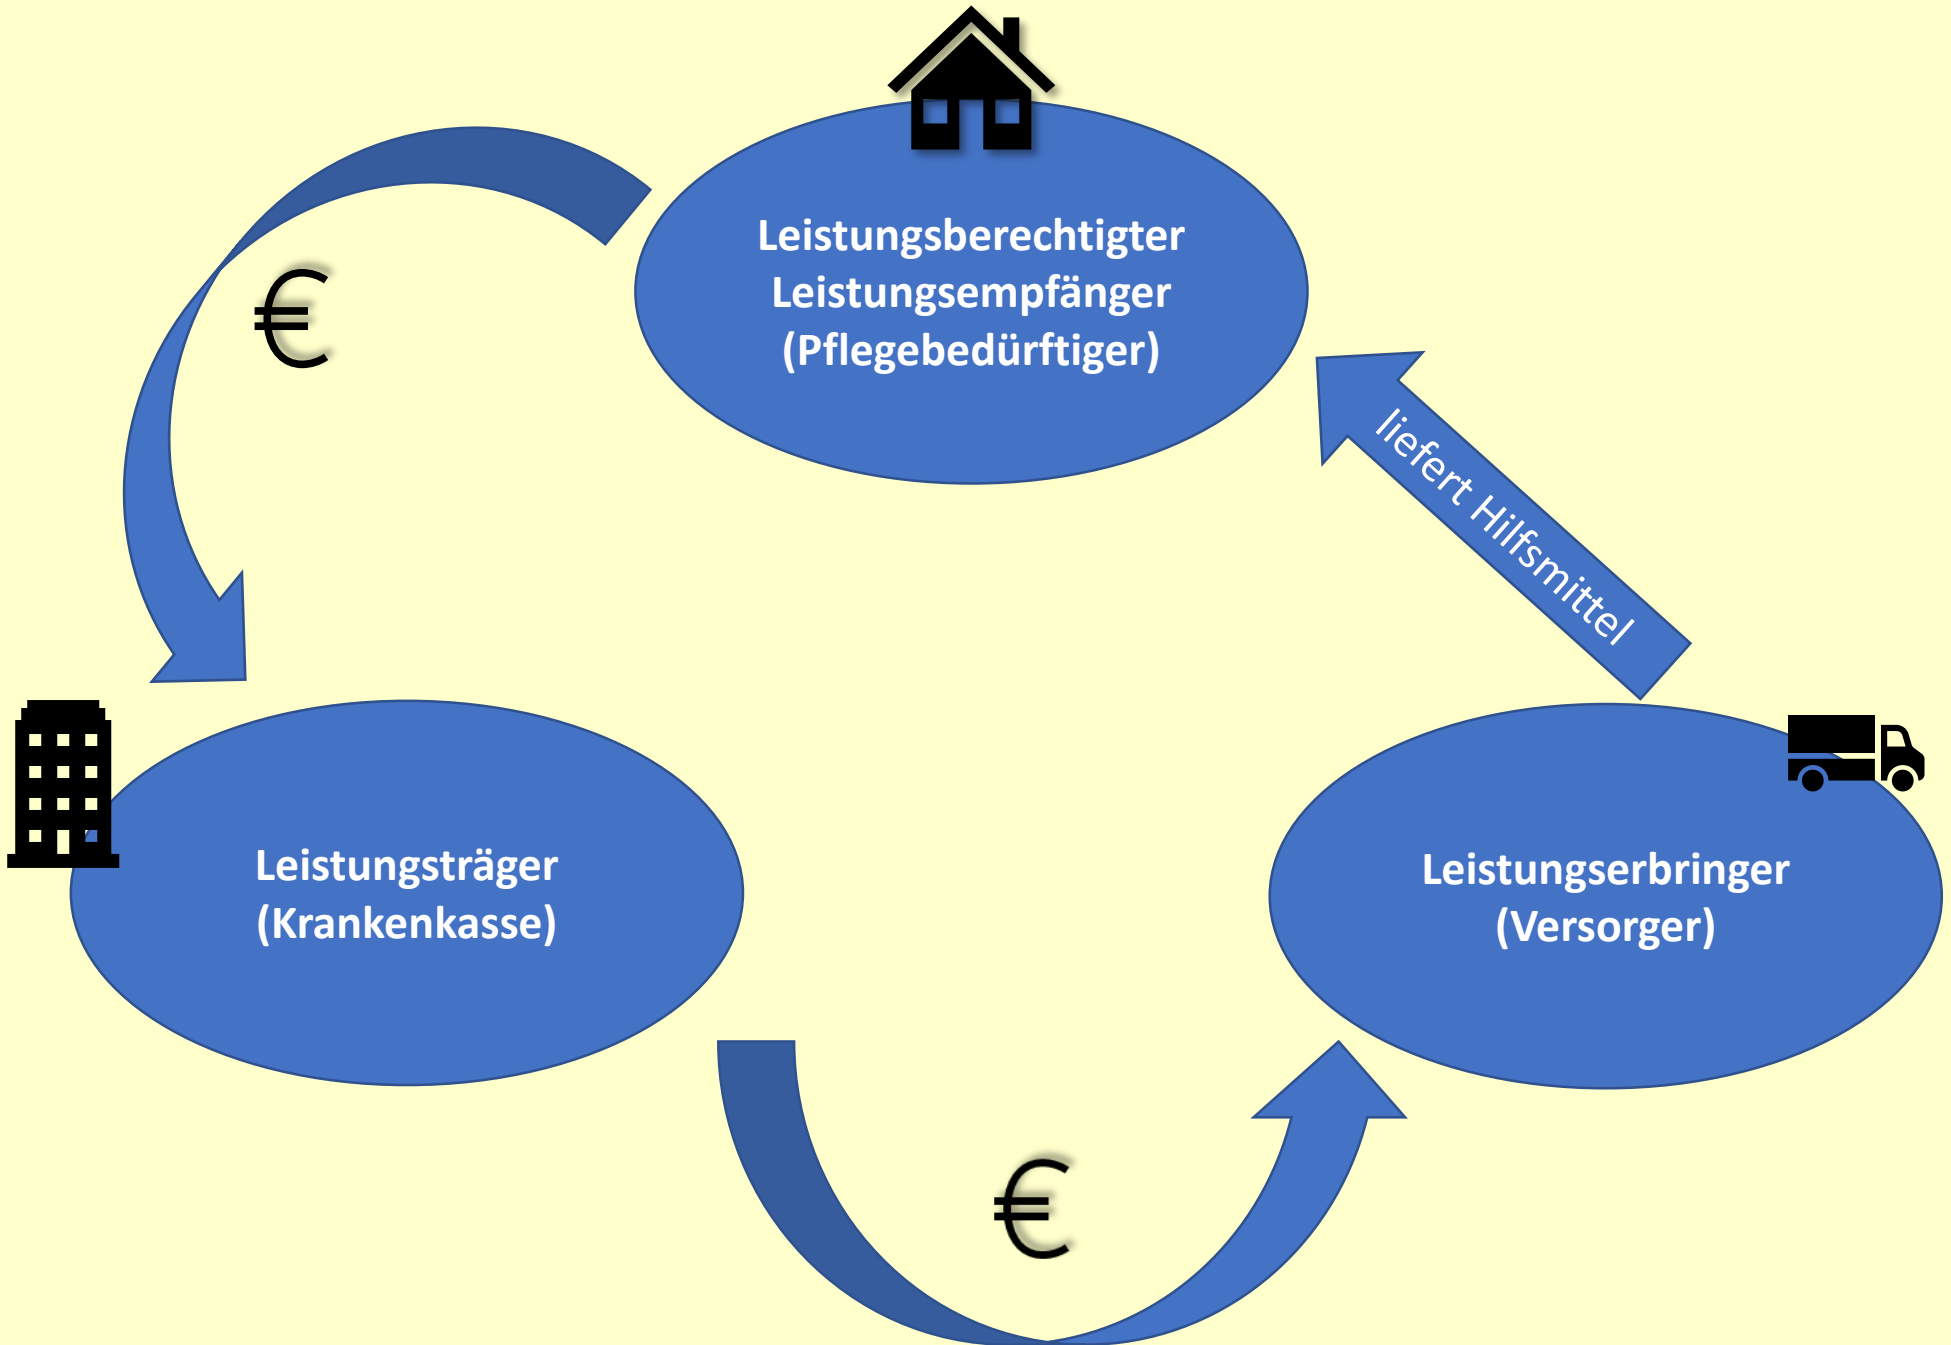 Leistungsberechtigter
Leistungsempfänger
(Pflegebedürftiger)
€
liefert Hilfsmittel
Leistungsträger
(Krankenkasse)
Leistungserbringer
(Versorger)
€